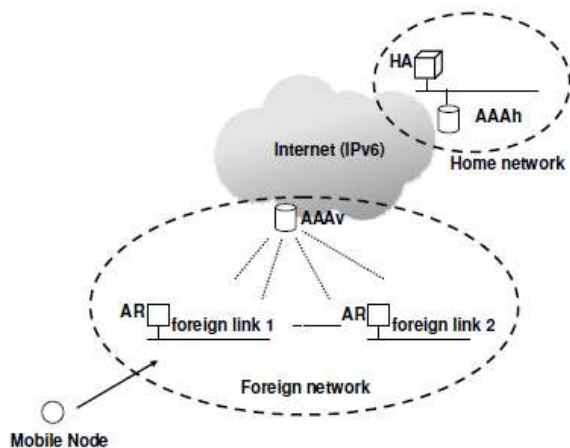 HA
AAAh
Internet (IPv6)
Home network
AAAv
AR
foreign link 1
AR
foreign link 2
Foreign network
Mobile Node